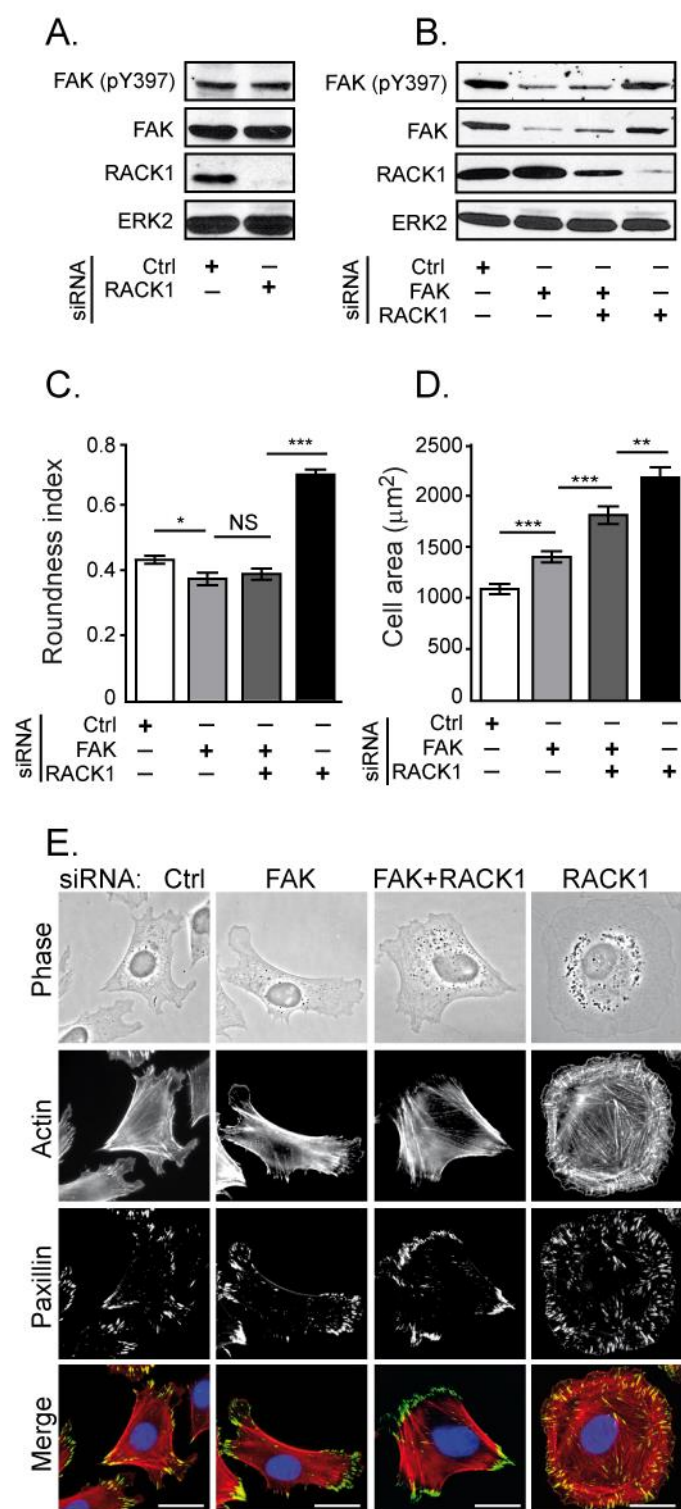 A.
FAK (pY397)
FAK
RACK1
ERK2
siRNA
Ctrl + –
RACK1 – +
B.
FAK (pY397)
FAK
RACK1
ERK2
siRNA
Ctrl + – – –
FAK – + + –
RACK1 – – + +
C.
Roundness index
0.8
0.6
0.4
0.2
0
*
NS
***
siRNA
Ctrl + – – –
FAK – + + –
RACK1 – – + +
D.
Cell area (μm²)
2500
2000
1500
1000
500
0
***
***
**
siRNA
Ctrl + – – –
FAK – + + –
RACK1 – – + +
E.
siRNA: Ctrl FAK FAK+RACK1 RACK1
Phase
Actin
Paxillin
Merge